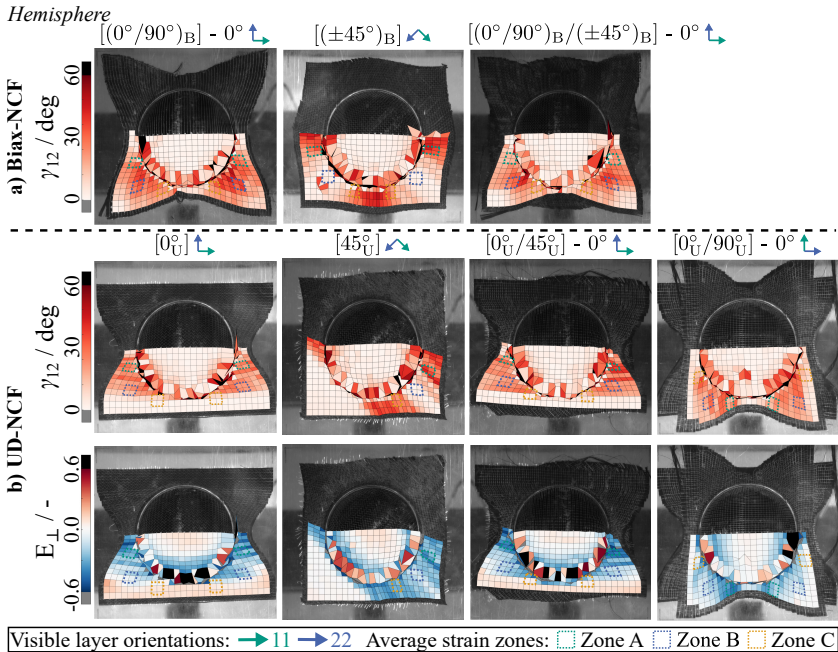 Hemisphere
[(0°/90°)B] - 0° [(±45°)B] [(0°/90°)B/(±45°)B] - 0°
a) Biax-NCF
γ12 / deg
60
30
0
[0°U] [45°U] [0°U/45°U] - 0° [0°U/90°U] - 0°
b) UD-NCF
γ12 / deg
60
30
0
E⊥ / -
0.6
0.0
-0.6
Visible layer orientations: 11 22 Average strain zones: Zone A Zone B Zone C